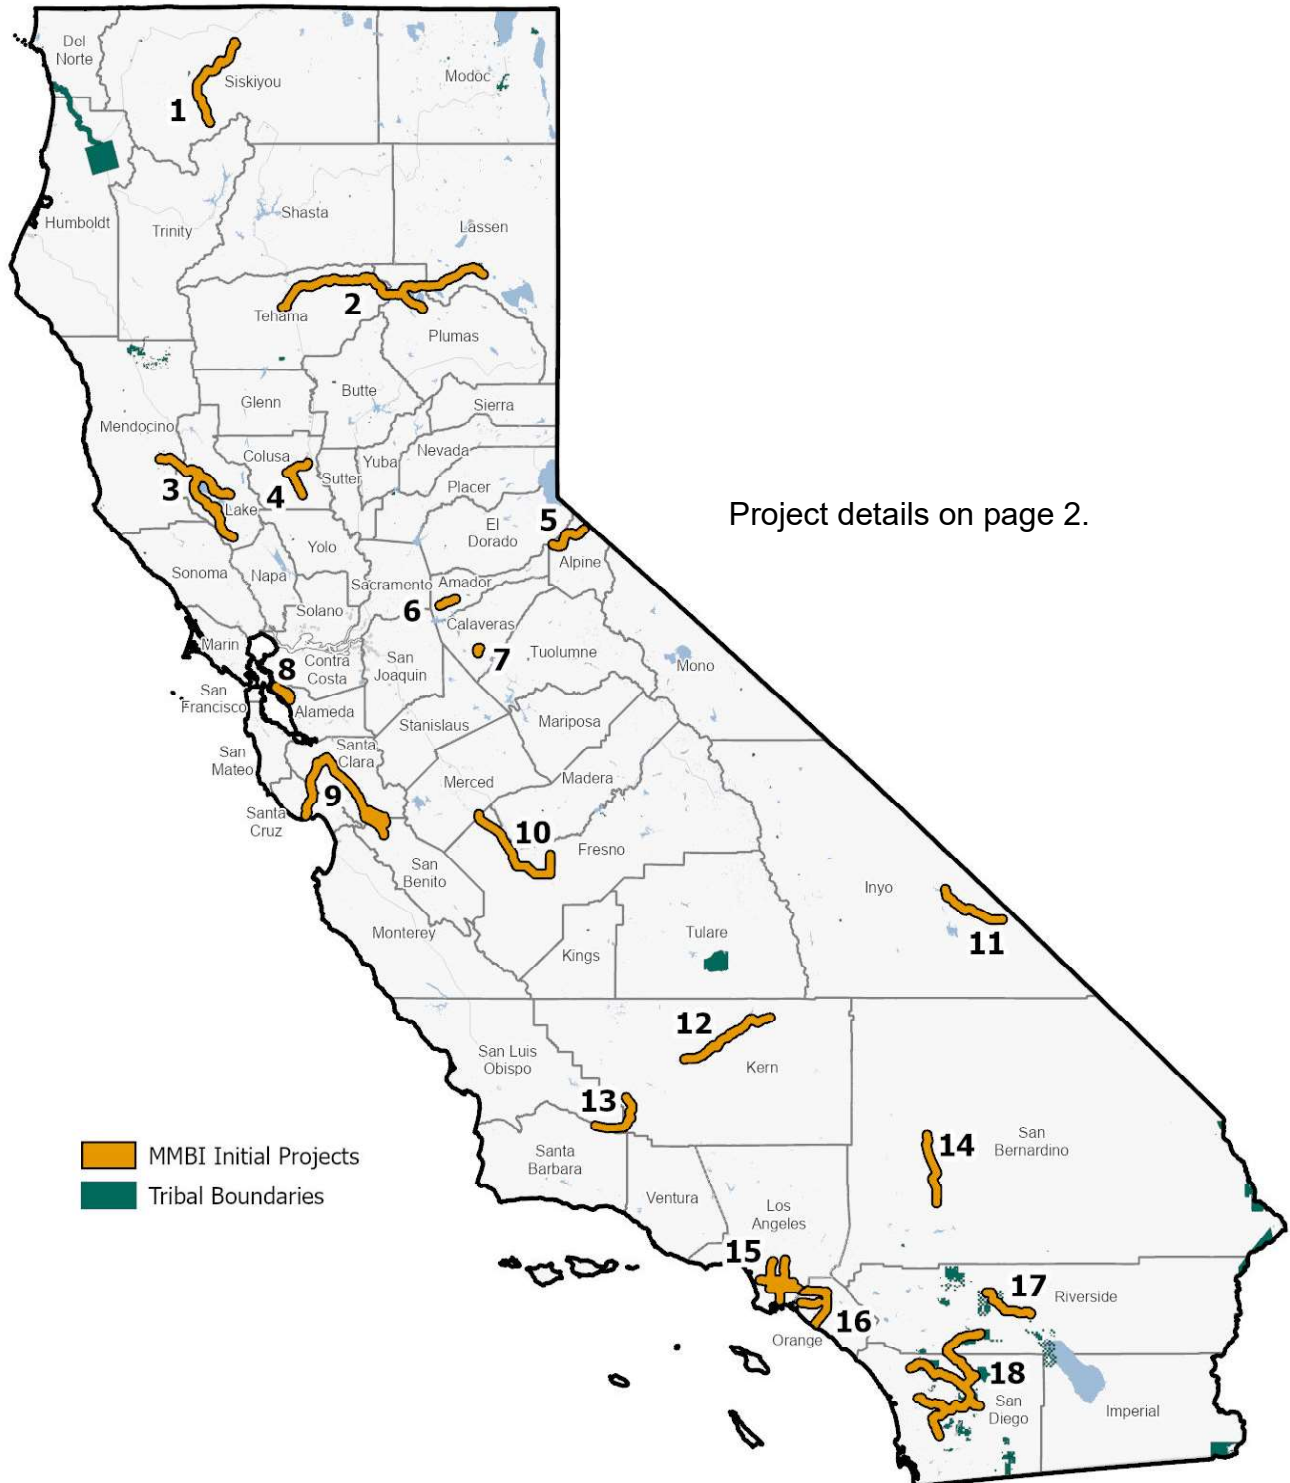 Del
Norte
Siskiyou
Modoc
1
Humboldt
Trinity
Shasta
Lassen
2
Tehama
Plumas
Butte
Glenn
Sierra
Mendocino
Colusa
Yuba
Nevada
Sutter
Placer
3
4
Lake
5
El
Dorado
Yolo
Alpine
Project details on page 2.
Sonoma
Napa
Sacramento
Amador
Solano
6
Calaveras
Marin
Contra
Costa
San
Joaquin
7
Tuolumne
Mono
8
San
Francisco
Alameda
Stanislaus
Mariposa
San
Mateo
Santa
Clara
Merced
Madera
9
Santa
Cruz
10
Fresno
San
Benito
Inyo
Monterey
Kings
Tulare
11
12
San Luis
Obispo
Kern
13
Santa
Barbara
Ventura
Los
Angeles
14
San
Bernardino
MMBI Initial Projects
Tribal Boundaries
15
16
Orange
17
Riverside
18
San
Diego
Imperial